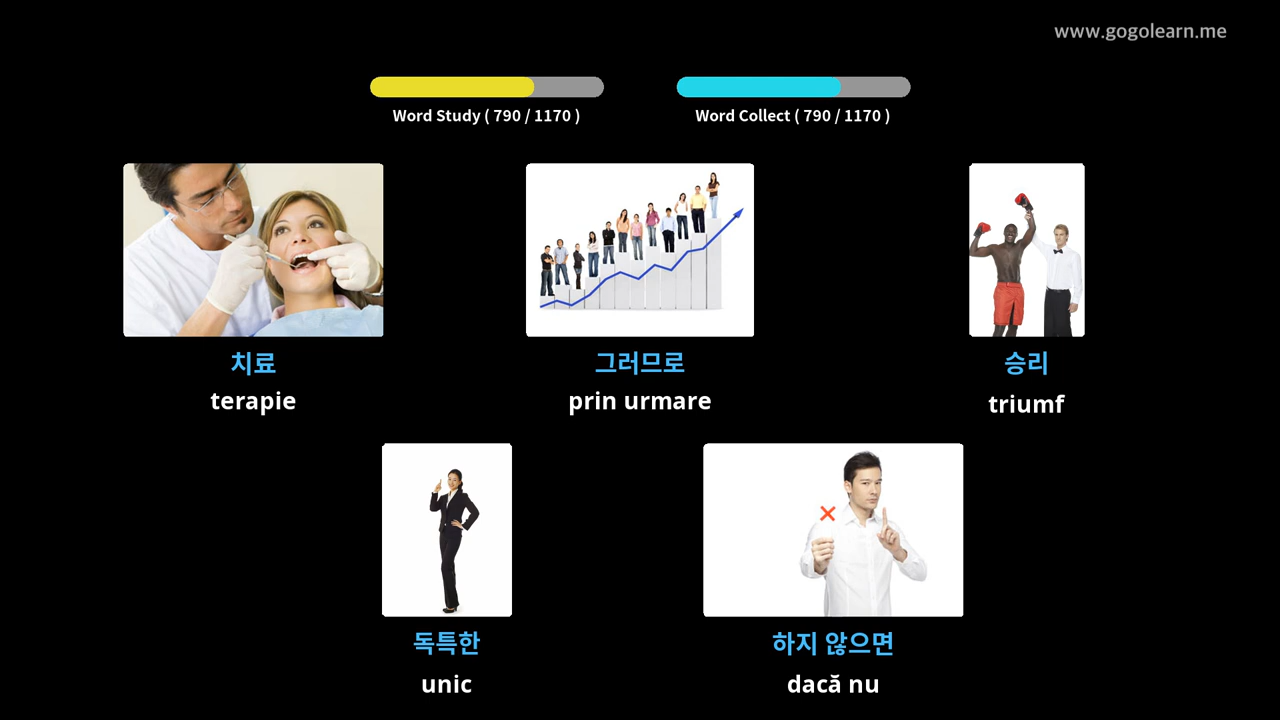 www.gogolearn.me
Word Study ( 790 / 1170 )
Word Collect ( 790 / 1170 )
치료
terapie
그러므로
prin urmare
승리
triumf
독특한
unic
하지 않으면
dacă nu